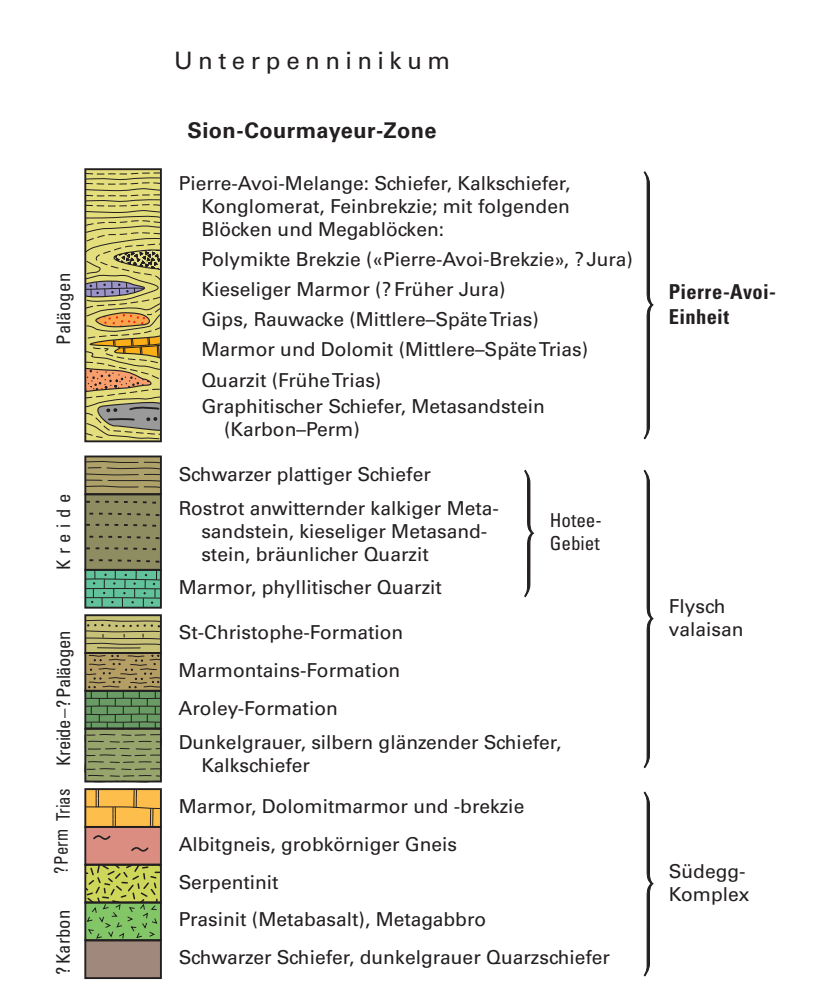 Unterpenninikum
Sion-Courmayeur-Zone
Paläogen
Pierre-Avoi-Melange: Schiefer, Kalkschiefer,
Konglomerat, Feinbrekzie; mit folgenden
Blöcken und Megablöcken:
Polymikte Brekzie («Pierre-Avoi-Brekzie», ? Jura)
Kieseliger Marmor (? Früher Jura)
Gips, Rauwacke (Mittlere–Späte Trias)
Marmor und Dolomit (Mittlere–Späte Trias)
Quarzit (Frühe Trias)
Graphitischer Schiefer, Metasandstein
(Karbon–Perm)
Pierre-Avoi-
Einheit
Kreide
Schwarzer plattiger Schiefer
Rostrot anwitternder kalkiger Meta-
sandstein, kieseliger Metasand-
stein, bräunlicher Quarzit
Marmor, phyllitischer Quarzit
Hotee-
Gebiet
Kreide–?Paläogen
St-Christophe-Formation
Marmontains-Formation
Aroley-Formation
Dunkelgrauer, silbern glänzender Schiefer,
Kalkschiefer
Flysch
valaisan
Trias
Marmor, Dolomitmarmor und -brekzie
?Perm
Albitgneis, grobkörniger Gneis
Serpentinit
? Karbon
Prasinit (Metabasalt), Metagabbro
Schwarzer Schiefer, dunkelgrauer Quarzschiefer
Südegg-
Komplex